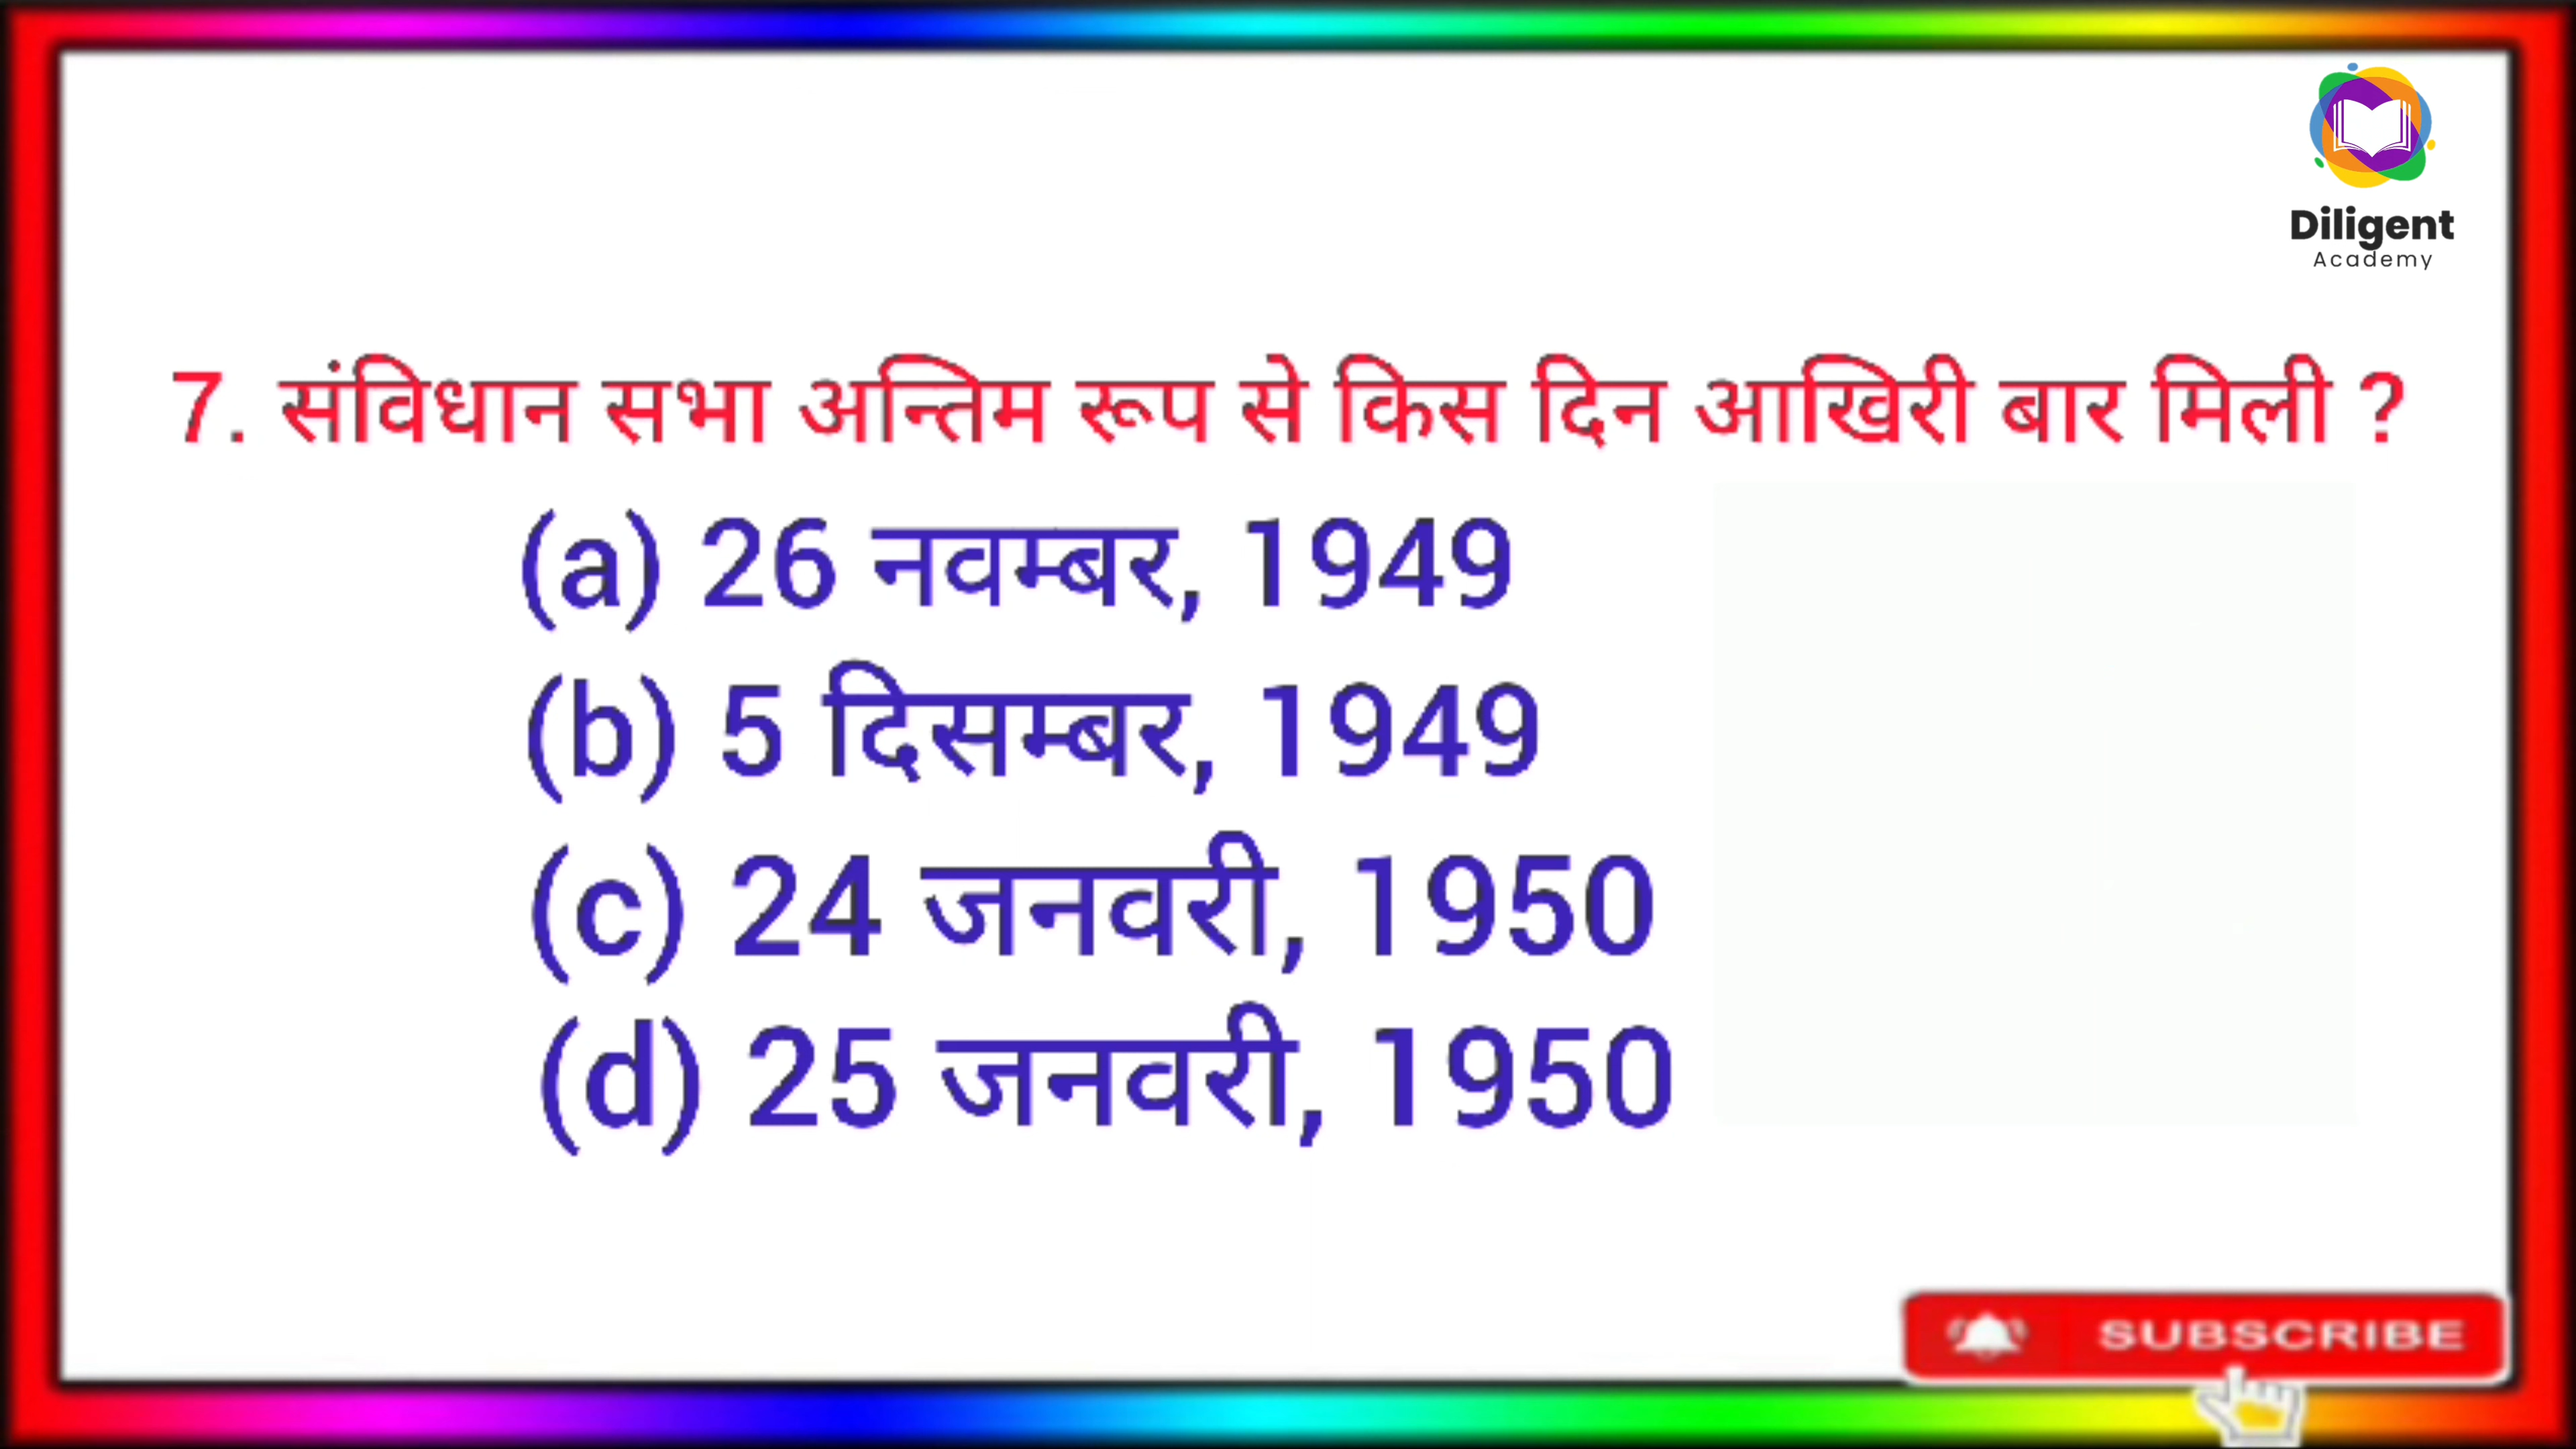 Diligent
Academy
7. संविधान सभा अन्तिम रूप से किस दिन आखिरी बार मिली ?
(a) 26 नवम्बर, 1949
(b) 5 दिसम्बर, 1949
(c) 24 जनवरी, 1950
(d) 25 जनवरी, 1950
SUBSCRIBE